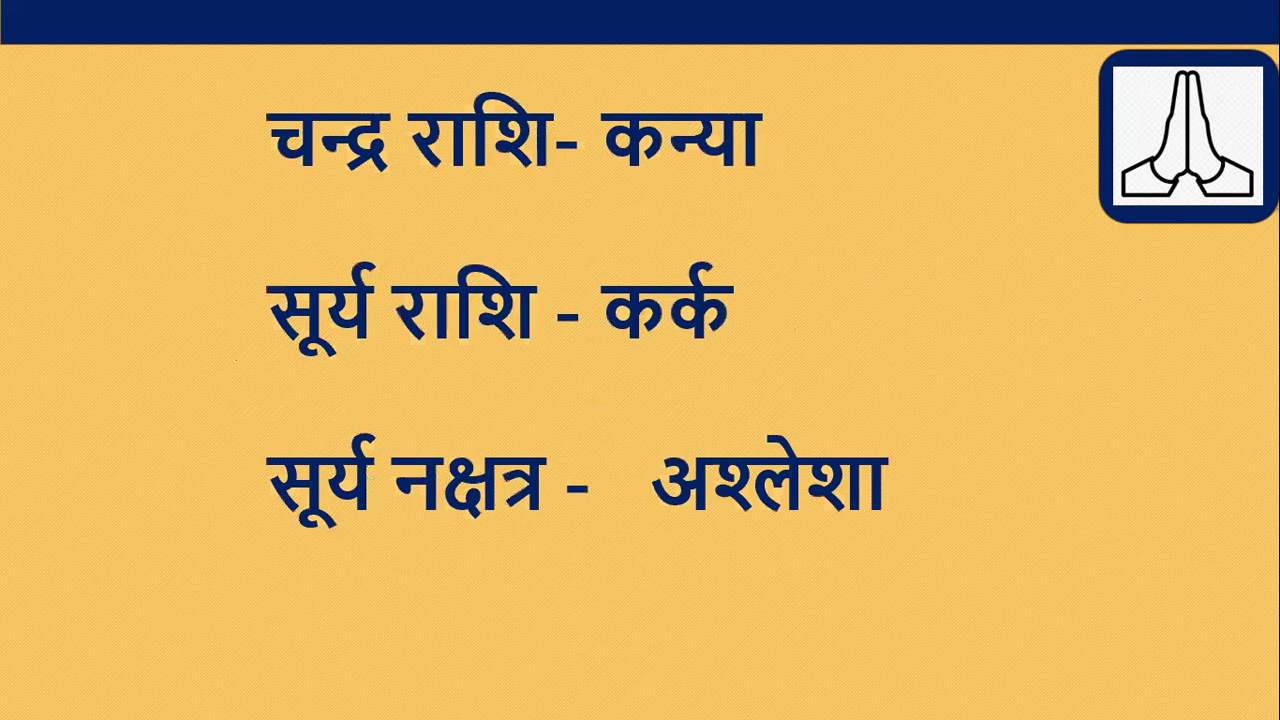 चन्द्र राशि- कन्या
सूर्य राशि - कर्क
सूर्य नक्षत्र - अश्लेशा